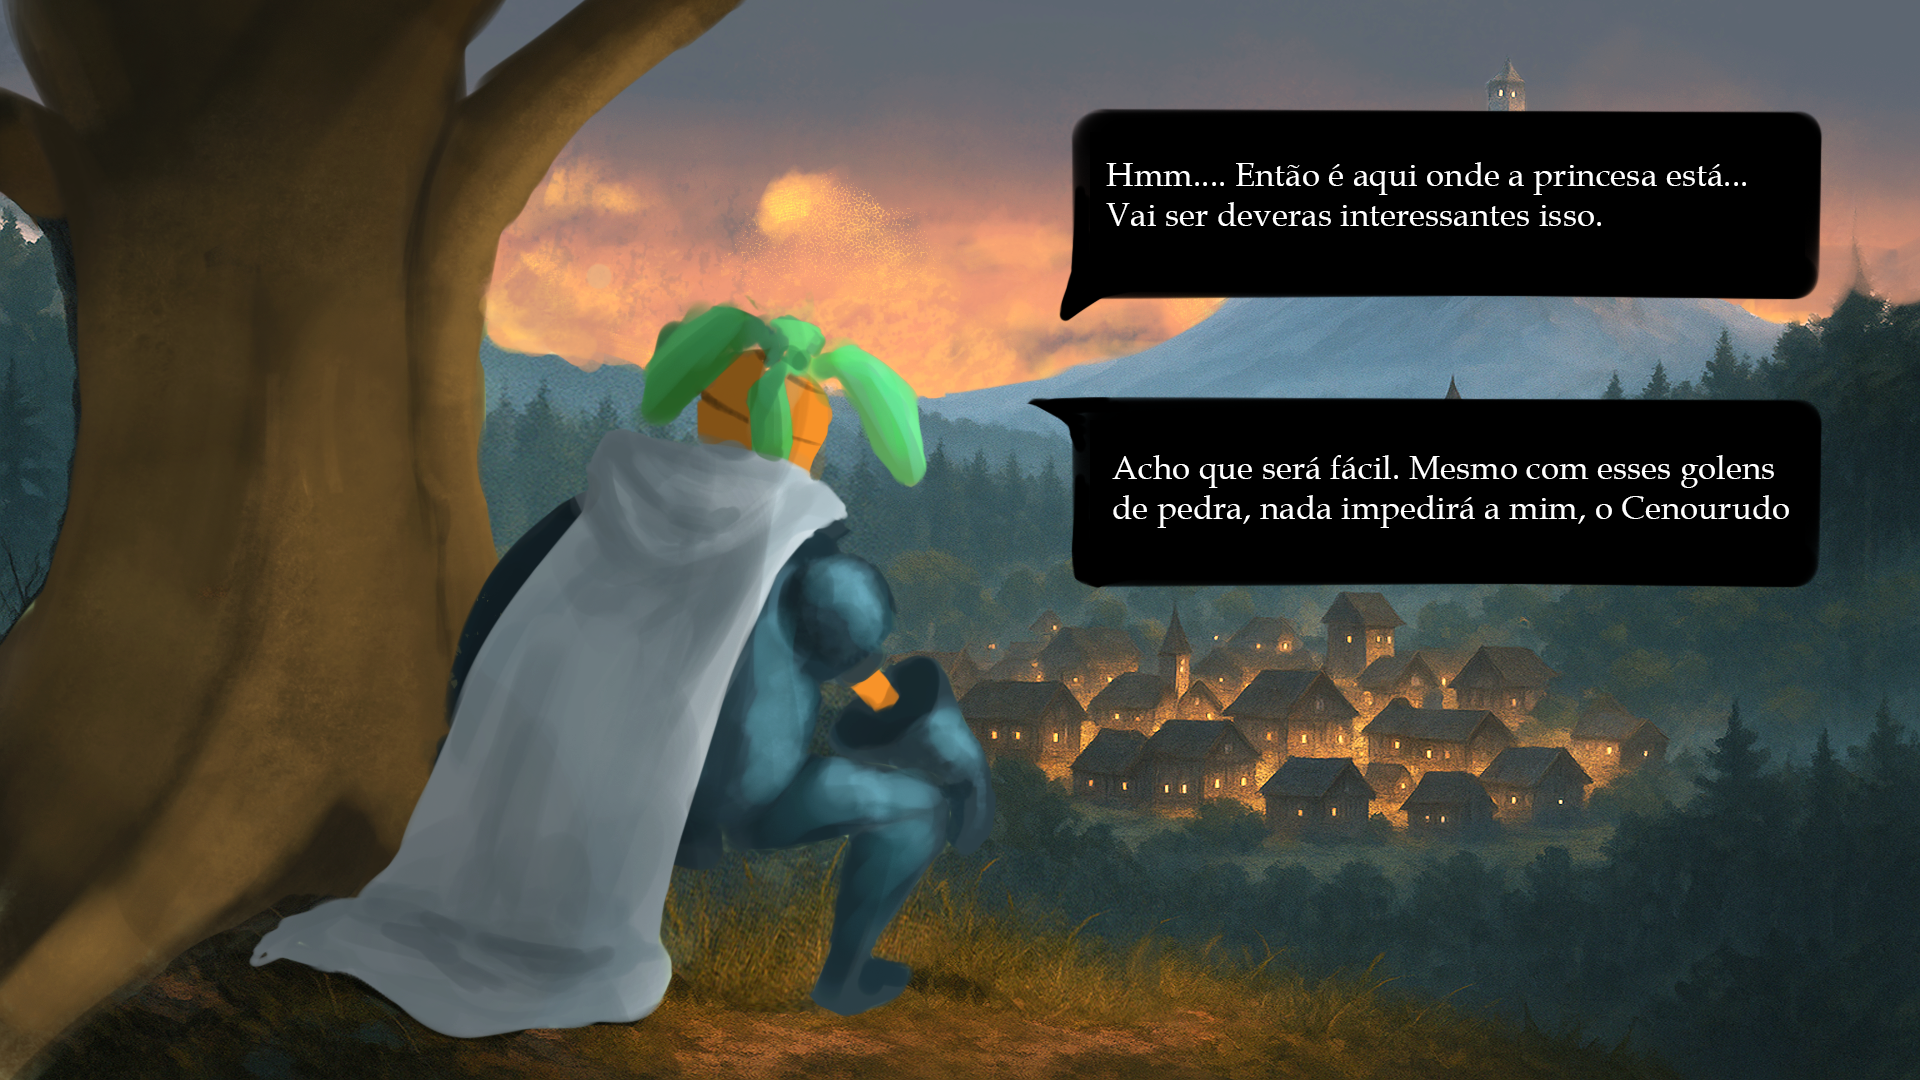 Hmm.... Então é aqui onde a princesa está...
Vai ser deveras interessantes isso.
Acho que será fácil. Mesmo com esses golens
de pedra, nada impedirá a mim, o Cenourudo